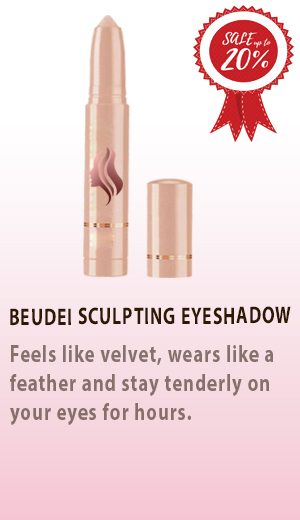 SALE up to
20%
BEUDEI SCULPTING EYESHADOW
Feels like velvet, wears like a
feather and stay tenderly on
your eyes for hours.